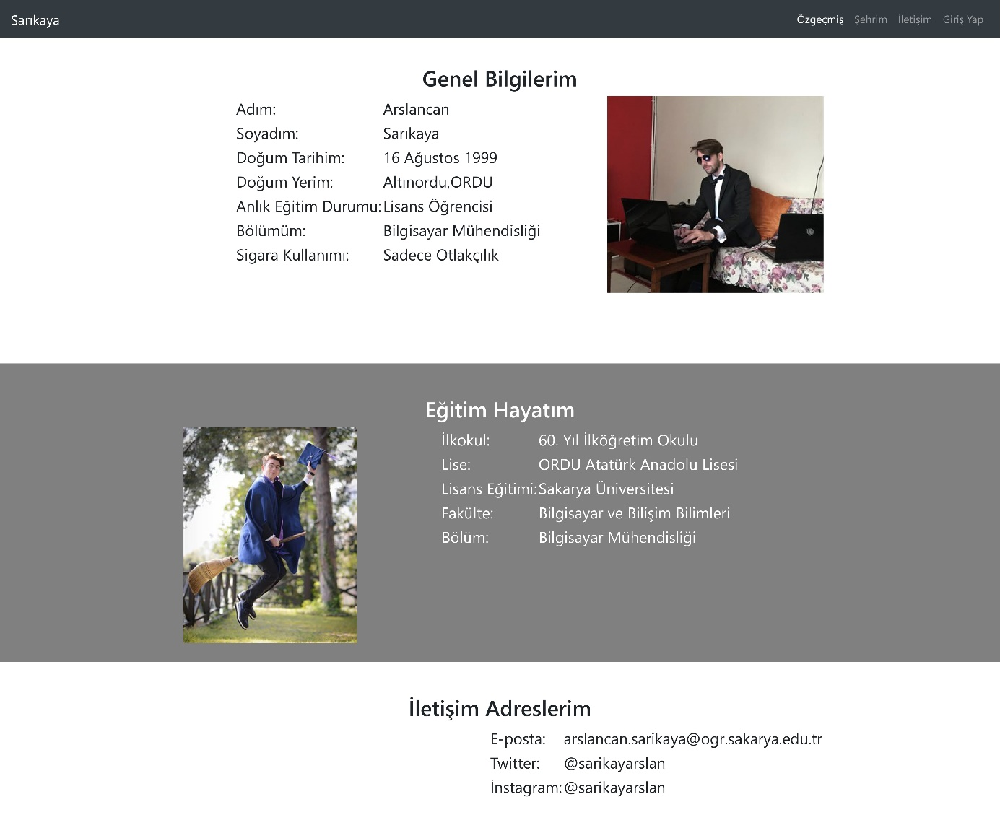 Sarıkaya
Özgeçmiş Şehrim İletişim Giriş Yap
Genel Bilgilerim
Adım: Arslancan
Soyadım: Sarıkaya
Doğum Tarihim: 16 Ağustos 1999
Doğum Yerim: Altınordu,ORDU
Anlık Eğitim Durumu: Lisans Öğrencisi
Bölümüm: Bilgisayar Mühendisliği
Sigara Kullanımı: Sadece Otlakçılık
Eğitim Hayatım
İlkokul: 60. Yıl İlköğretim Okulu
Lise: ORDU Atatürk Anadolu Lisesi
Lisans Eğitimi: Sakarya Üniversitesi
Fakülte: Bilgisayar ve Bilişim Bilimleri
Bölüm: Bilgisayar Mühendisliği
İletişim Adreslerim
E-posta: arslancan.sarikaya@ogr.sakarya.edu.tr
Twitter: @sarikayarslan
İnstagram: @sarikayarslan